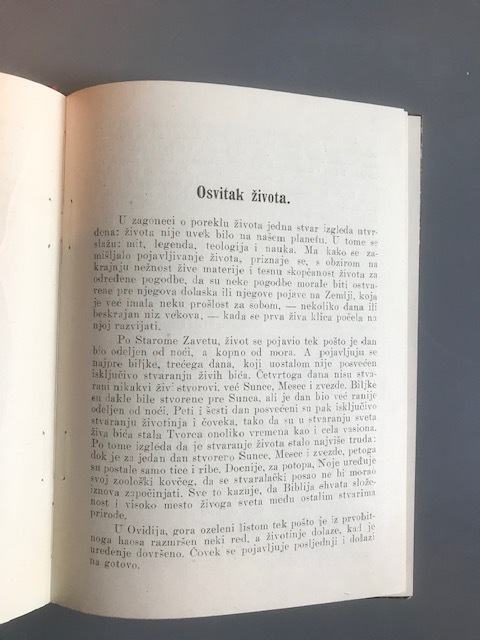 Osvitak života.
U zagoneci o poreklu života jedna stvar izgleda utvr-
đena: života nije uvek bilo na našem planetu. U tome se
slažu: mit, legenda, teologija i nauka. Ma kako se za-
mišljalo pojavljivanje života, priznaje se, s obzirom na
krajnju nežnost žive materije i tesnu skopčanost života za
određene pogodbe, da su neke pogodbe morale biti ostva-
rene pre njegova dolaska ili njegove pojave na Zemlji, koja
je već imala neku prošlost za sobom, — nekoliko dana ili
beskrajan niz vekova, — kada se prva živa klica počela na
njoj razvijati.
Po Starome Zavetu, život se pojavio tek pošto je dan
bio odeljen od noći, a kopno od mora. A pojavljuju se
najpre biljke, trećega dana, koji uostalom nije posvećen
isključivo stvaranju živih bića. Četvrtoga dana nisu stva-
rani nikakvi živi stvorovi, već Sunce, Mesec i zvezde. Biljke
su dakle bile stvorene pre Sunca, ali je dan bio već ranije
odeljen od noći. Peti i šesti dan posvećeni su pak isključivo
stvaranju životinja i čoveka, tako da su u stvaranju sveta
živa bića stala Tvorca onoliko vremena kao i cela vasiona.
Po tome izgleda da je stvaranje života stalo najviše truda:
dok je za jedan dan stvoreno Sunce, Mesec i zvezde, petoga
su postale samo tice i ribe. Docnije, za potopa, Noje uređuje
svoj zoološki kovčeg, da se stvaralački posao ne bi morao
iznova započinjati. Sve to kazuje, da Biblija shvata slože-
nost i visoko mesto živoga sveta među ostalim stvarima
prirode.
U Ovidija, gora ozeleni listom tek pošto je iz prvobit-
noga haosa razmršen neki red, a životinje dolaze, kad je
uređenje dovršeno. Čovek se pojavljuje posljednji i dolazi
na gotovo.